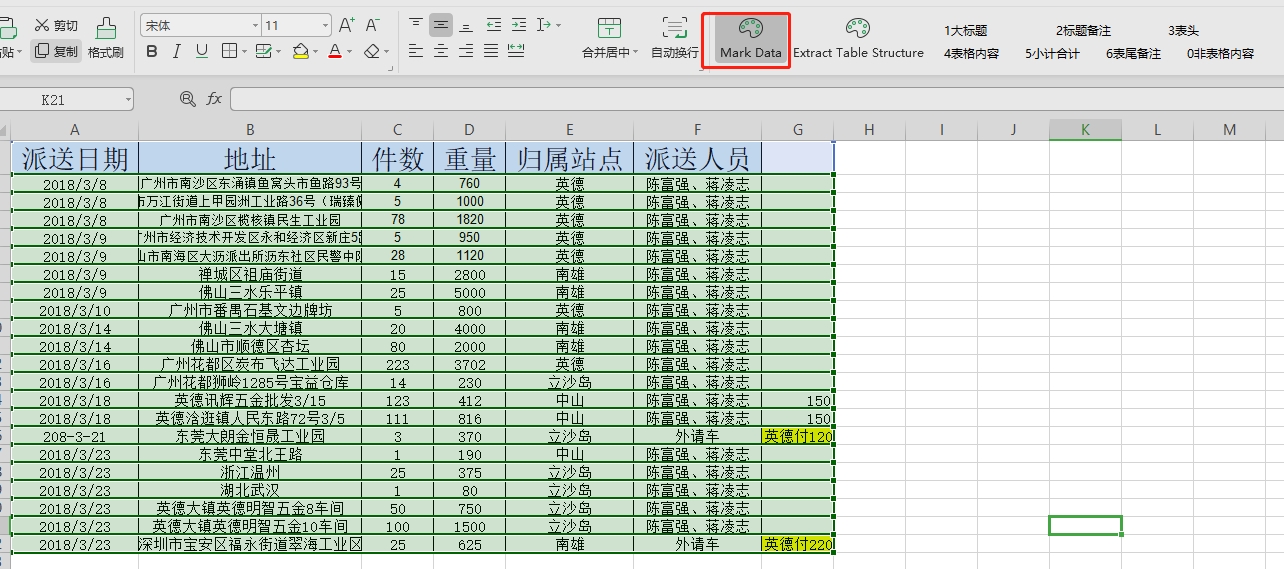 剪切 宋体 11 A⁺ A⁻
贴 复制 格式刷 B I U A 合并居中 自动换行 Mark Data Extract Table Structure
1大标题 2标题备注 3表头
4表格内容 5小计合计 6表尾备注 0非表格内容
K21 fx
A B C D E F G H I J K L M
派送日期 地址 件数 重量 归属站点 派送人员
2018/3/8 广州市南沙区东涌镇鱼窝头市鱼路93号 4 760 英德 陈富强、蒋凌志
2018/3/8 万江街道上甲园洲工业路36号（瑞臻 5 1000 英德 陈富强、蒋凌志
2018/3/8 广州市南沙区榄核镇民生工业园 78 1820 英德 陈富强、蒋凌志
2018/3/9 州市经济技术开发区永和经济区新庄5 5 950 英德 陈富强、蒋凌志
2018/3/9 山市南海区大沥派出所沥东社区民警中 28 1120 英德 陈富强、蒋凌志
2018/3/9 禅城区祖庙街道 15 2800 南雄 陈富强、蒋凌志
2018/3/9 佛山三水乐平镇 25 5000 南雄 陈富强、蒋凌志
2018/3/10 广州市番禺石基文边牌坊 5 800 英德 陈富强、蒋凌志
2018/3/14 佛山三水大塘镇 20 4000 南雄 陈富强、蒋凌志
2018/3/14 佛山市顺德区杏坛 80 2000 南雄 陈富强、蒋凌志
2018/3/16 广州花都区炭布飞达工业园 223 3702 英德 陈富强、蒋凌志
2018/3/16 广州花都狮岭1285号宝益仓库 14 230 立沙岛 陈富强、蒋凌志
2018/3/18 英德讯辉五金批发3/15 123 412 中山 陈富强、蒋凌志 150
2018/3/18 英德浛逛镇人民东路72号3/5 111 816 中山 陈富强、蒋凌志 150
208-3-21 东莞大朗金恒晟工业园 3 370 立沙岛 外请车 英德付120
2018/3/23 东莞中堂北王路 1 190 中山 陈富强、蒋凌志
2018/3/23 浙江温州 25 375 立沙岛 陈富强、蒋凌志
2018/3/23 湖北武汉 1 80 立沙岛 陈富强、蒋凌志
2018/3/23 英德大镇英德明智五金8车间 50 750 立沙岛 陈富强、蒋凌志
2018/3/23 英德大镇英德明智五金10车间 100 1500 立沙岛 陈富强、蒋凌志
2018/3/23 深圳市宝安区福永街道翠海工业区 25 625 南雄 外请车 英德付220